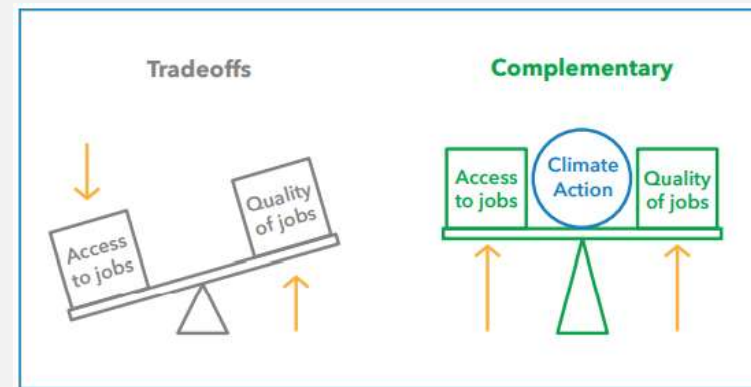 Tradeoffs
Access
to jobs
Quality
of jobs
Complementary
Access
to jobs
Climate
Action
Quality
of jobs